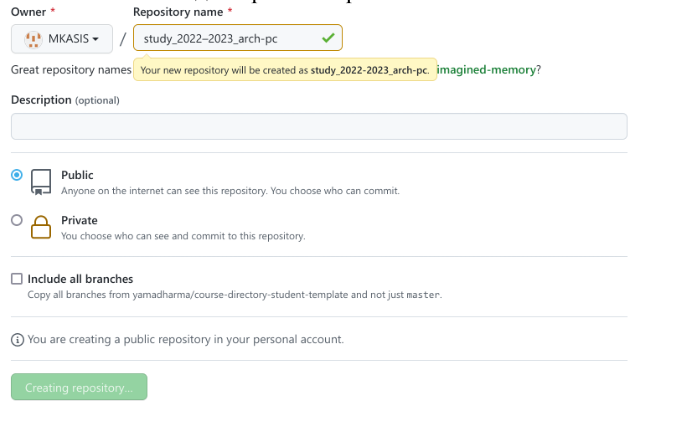 Owner * Repository name *
MKASIS / study_2022–2023_arch-pc
Great repository names Your new repository will be created as study_2022-2023_arch-pc. imagined-memory?
Description (optional)
Public
Anyone on the internet can see this repository. You choose who can commit.
Private
You choose who can see and commit to this repository.
Include all branches
Copy all branches from yamadharma/course-directory-student-template and not just master.
You are creating a public repository in your personal account.
Creating repository...